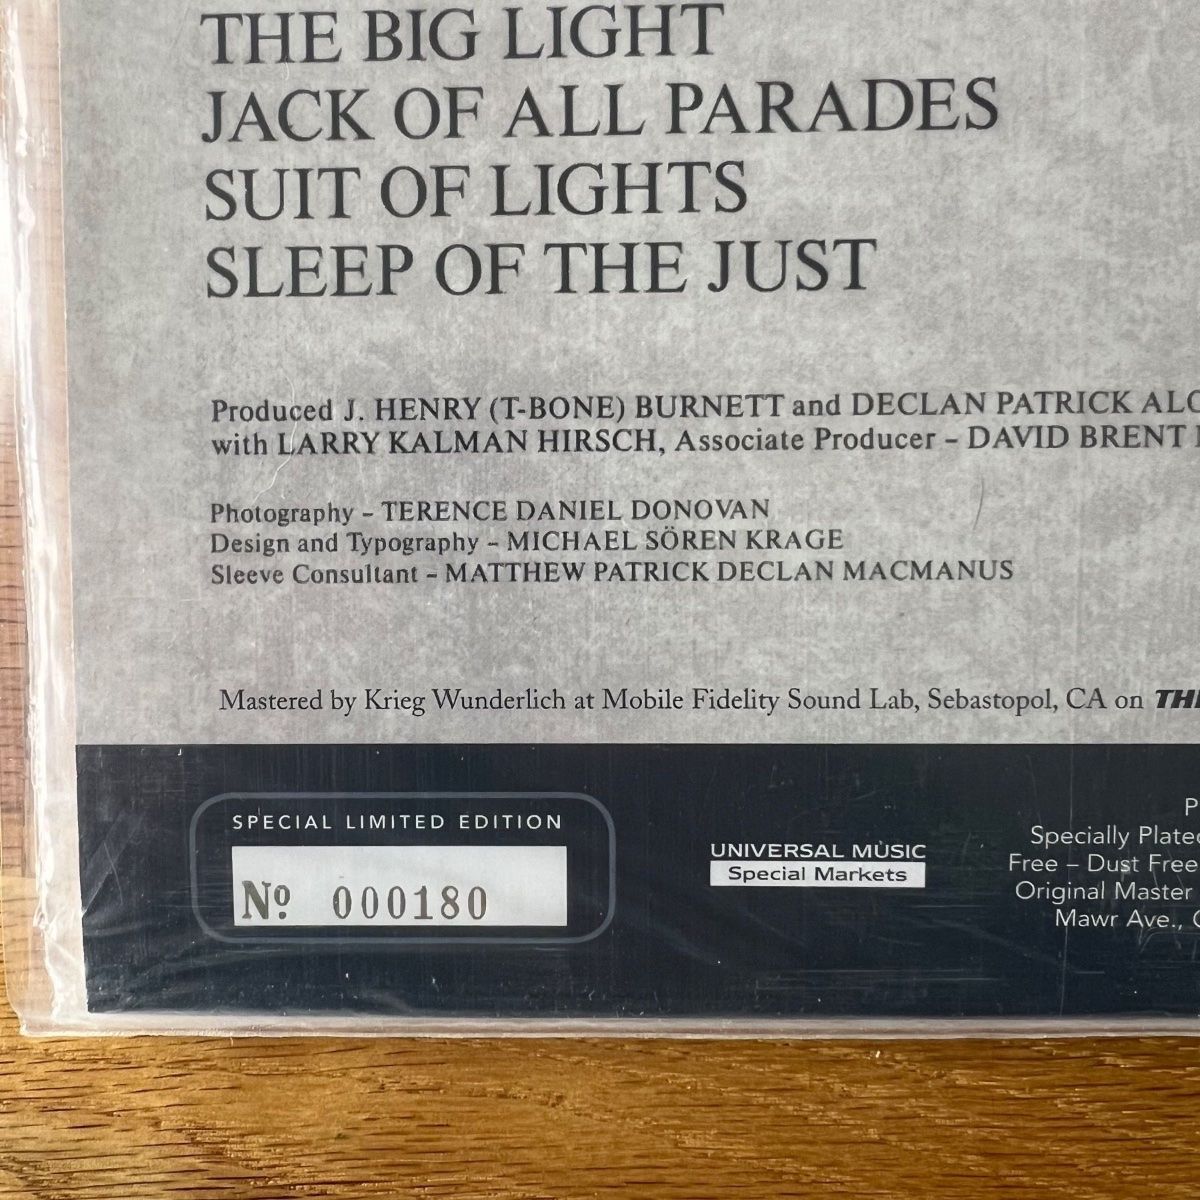 THE BIG LIGHT
JACK OF ALL PARADES
SUIT OF LIGHTS
SLEEP OF THE JUST
Produced J. HENRY (T-BONE) BURNETT and DECLAN PATRICK
with LARRY KALMAN HIRSCH, Associate Producer – DAVID BRENT
Photography – TERENCE DANIEL DONOVAN
Design and Typography – MICHAEL SÖREN KRAGE
Sleeve Consultant – MATTHEW PATRICK DECLAN MACMANUS
Mastered by Krieg Wunderlich at Mobile Fidelity Sound Lab, Sebastopol, CA on
SPECIAL LIMITED EDITION
Nº 000180
UNIVERSAL MUSIC
Special Markets
Specially
Free – Dust Free
Original Master
Mawr Ave.,